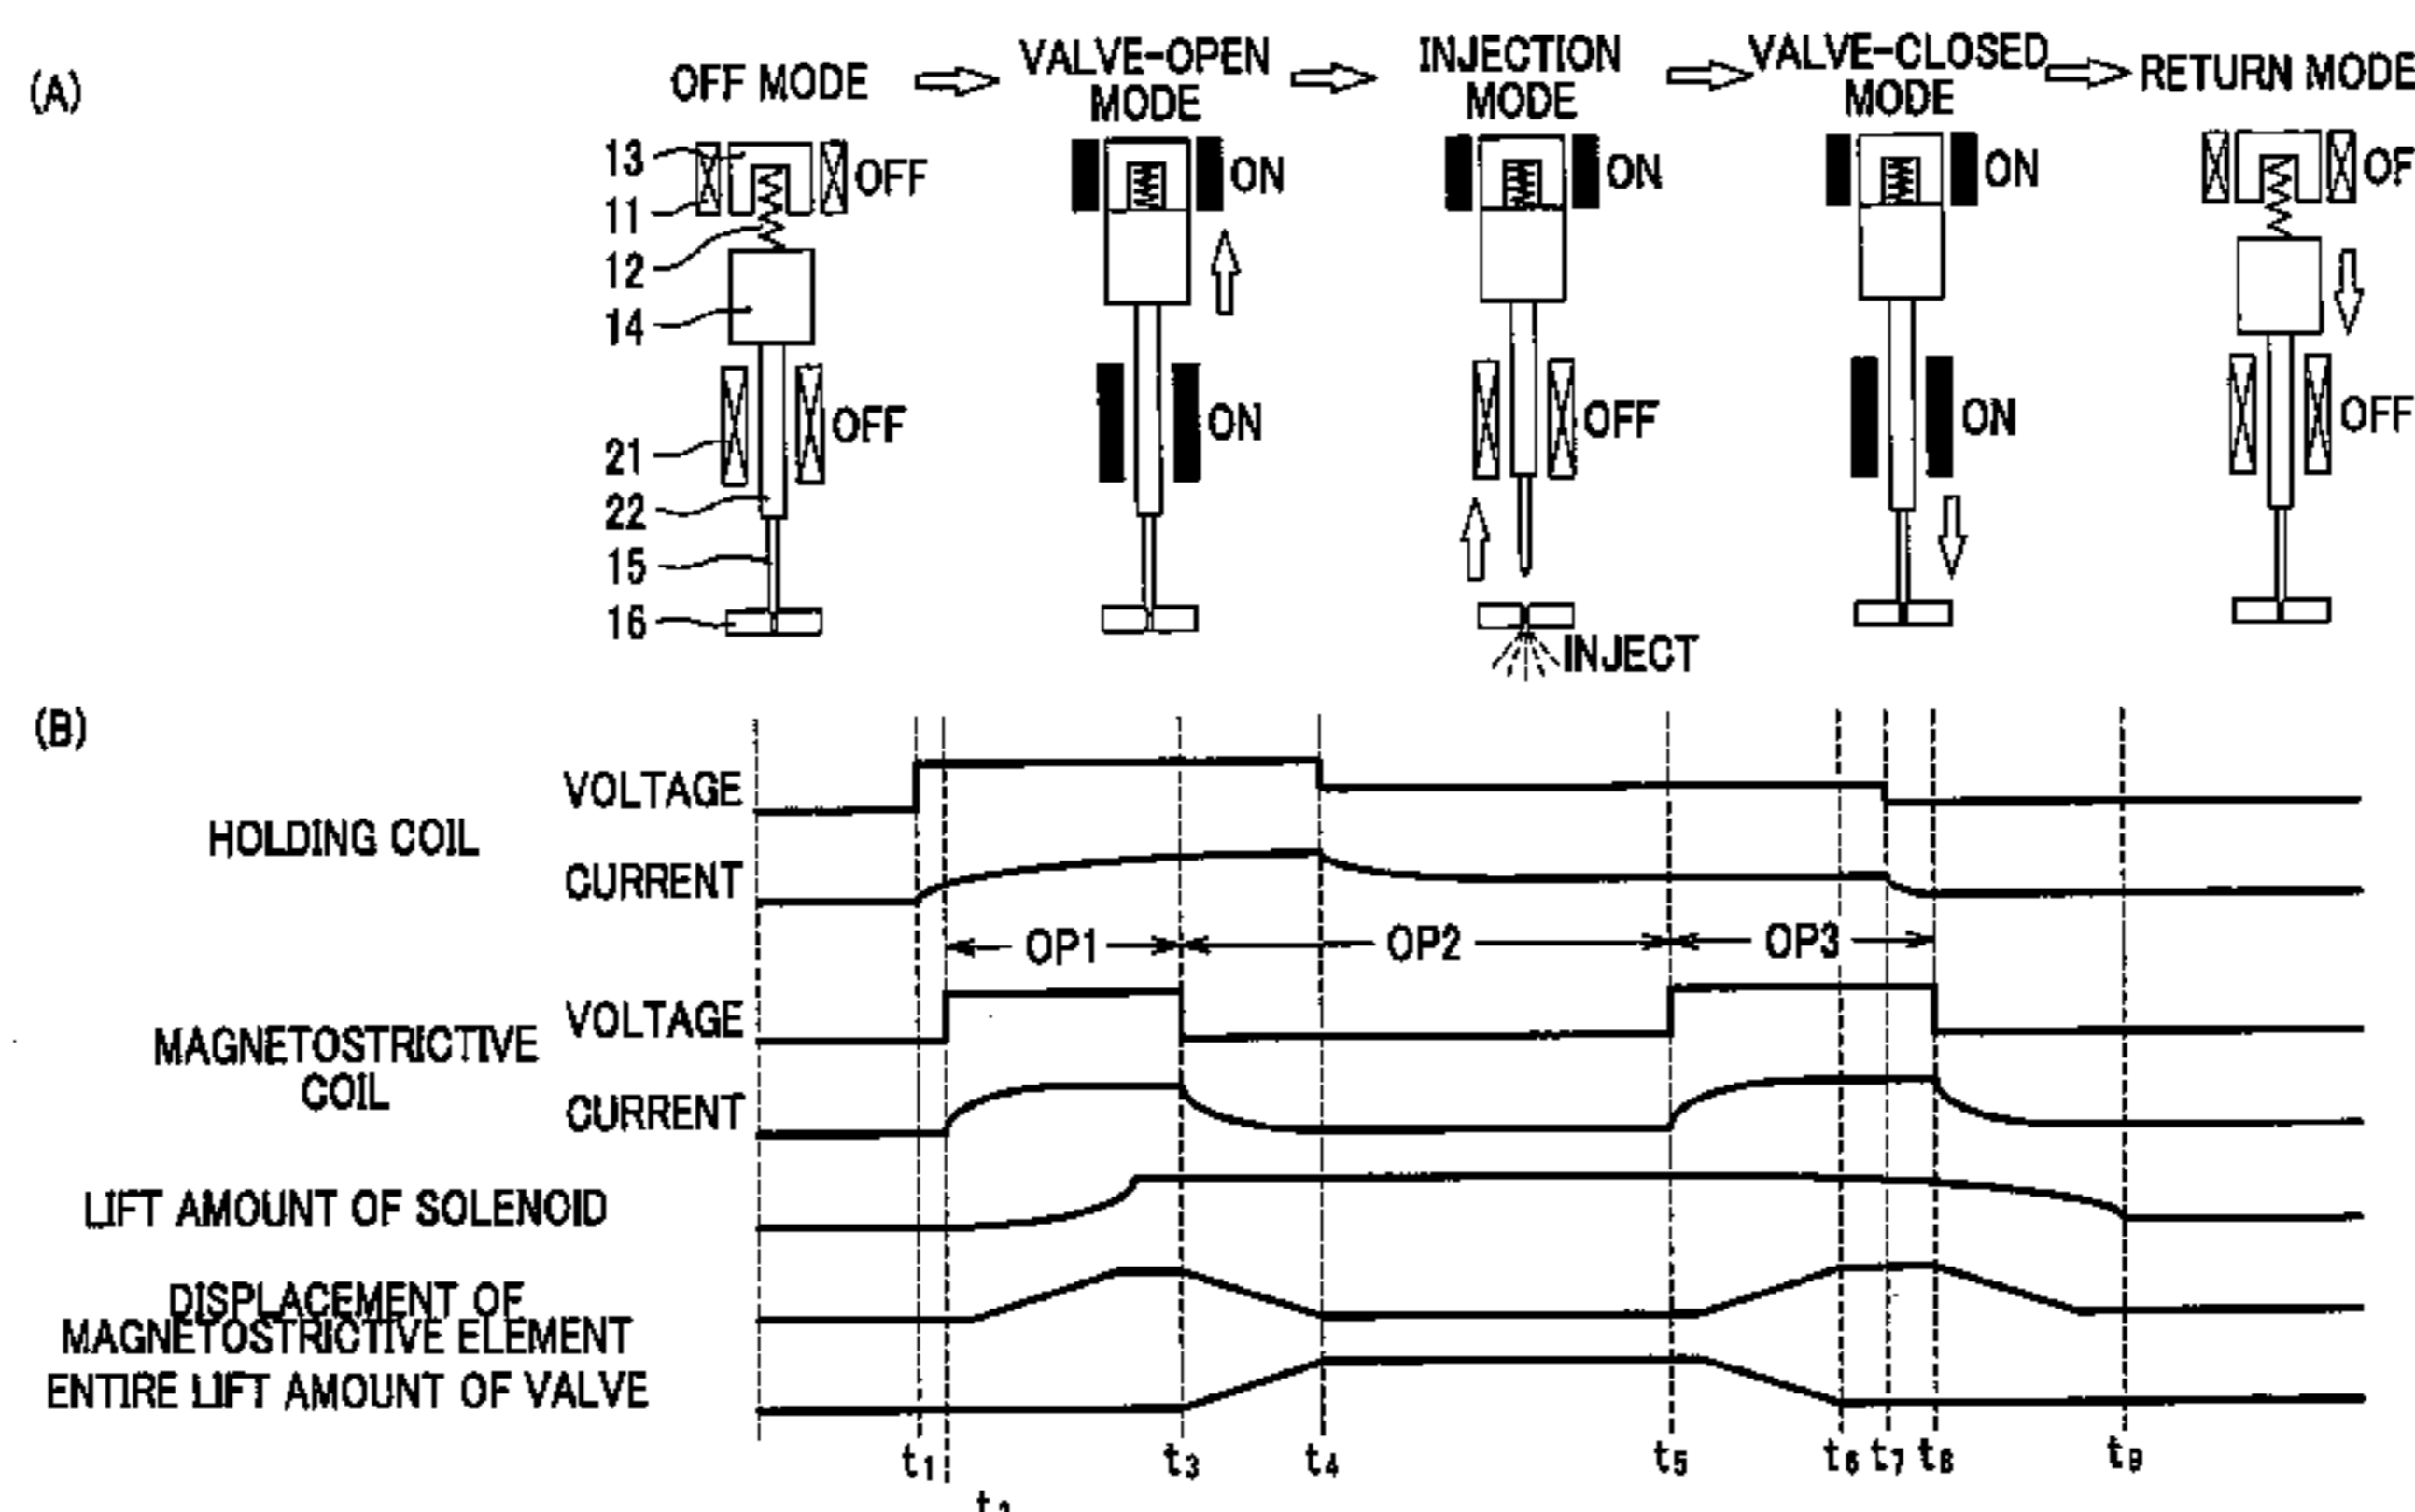 (A)
OFF MODE
VALVE-OPEN
MODE
INJECTION
MODE
VALVE-CLOSED
MODE
RETURN MODE
13
11
12
14
21
22
15
16
OFF
OFF
ON
ON
ON
OFF
INJECT
ON
ON
OF
OFF
(B)
HOLDING COIL
VOLTAGE
CURRENT
OP1
OP2
OP3
MAGNETOSTRICTIVE
COIL
VOLTAGE
CURRENT
LIFT AMOUNT OF SOLENOID
DISPLACEMENT OF
MAGNETOSTRICTIVE ELEMENT
ENTIRE LIFT AMOUNT OF VALVE
t1 t3 t4 t5 t6 t7 t8 t9